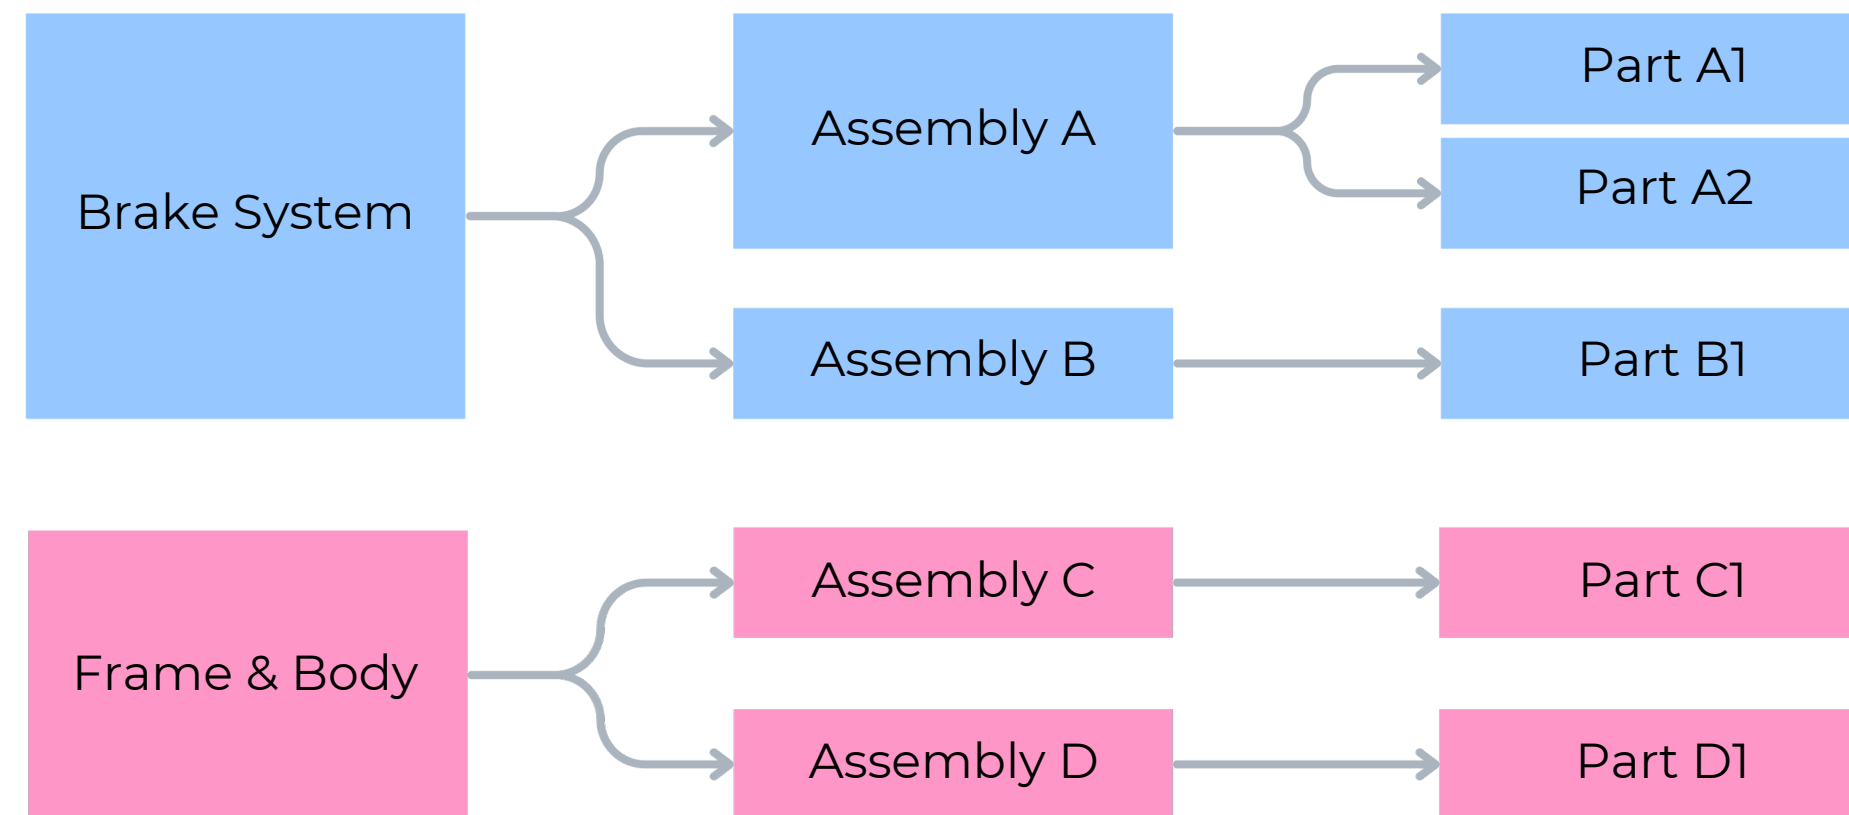 Brake System
Assembly A
Part A1
Part A2
Assembly B
Part B1
Frame & Body
Assembly C
Part C1
Assembly D
Part D1